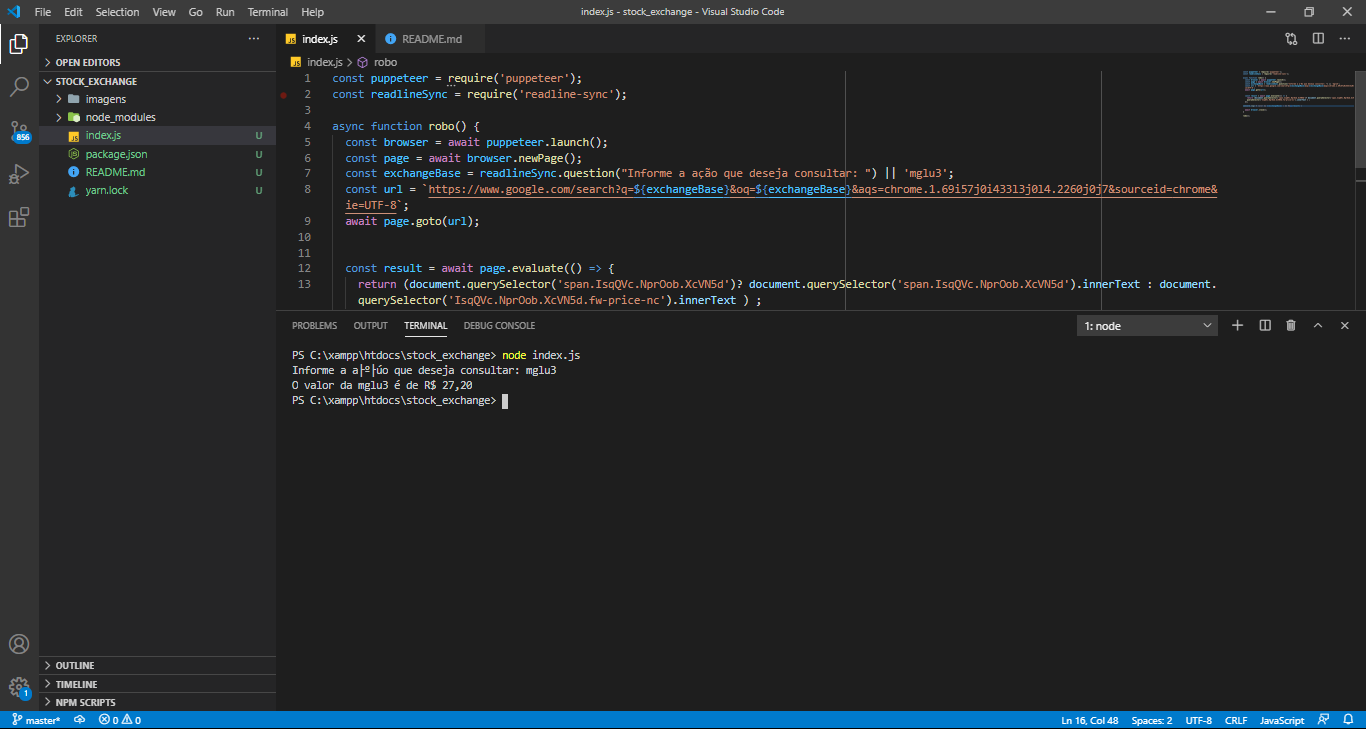 File Edit Selection View Go Run Terminal Help
index.js - stock_exchange - Visual Studio Code
EXPLORER
OPEN EDITORS
STOCK_EXCHANGE
imagens
node_modules
index.js U
package.json U
README.md U
yarn.lock U
OUTLINE
TIMELINE
NPM SCRIPTS
856
1
index.js README.md
index.js > robo
1 const puppeteer = require('puppeteer');
2 const readlineSync = require('readline-sync');
3
4 async function robo() {
5 const browser = await puppeteer.launch();
6 const page = await browser.newPage();
7 const exchangeBase = readlineSync.question("Informe a ação que deseja consultar: ") || 'mglu3';
8 const url = `https://www.google.com/search?q=${exchangeBase}&oq=${exchangeBase}&aqs=chrome.1.69i57j0i433l3j0l4.2260j0j7&sourceid=chrome&
ie=UTF-8`;
9 await page.goto(url);
10
11
12 const result = await page.evaluate(() => {
13 return (document.querySelector('span.IsqQVc.NprOob.XcVN5d')? document.querySelector('span.IsqQVc.NprOob.XcVN5d').innerText : document.
querySelector('IsqQVc.NprOob.XcVN5d.fw-price-nc').innerText ) ;
PROBLEMS OUTPUT TERMINAL DEBUG CONSOLE
1: node
PS C:\xampp\htdocs\stock_exchange> node index.js
Informe a a├º├úo que deseja consultar: mglu3
O valor da mglu3 é de R$ 27,20
PS C:\xampp\htdocs\stock_exchange>
master* 0 0
Ln 16, Col 48 Spaces: 2 UTF-8 CRLF JavaScript